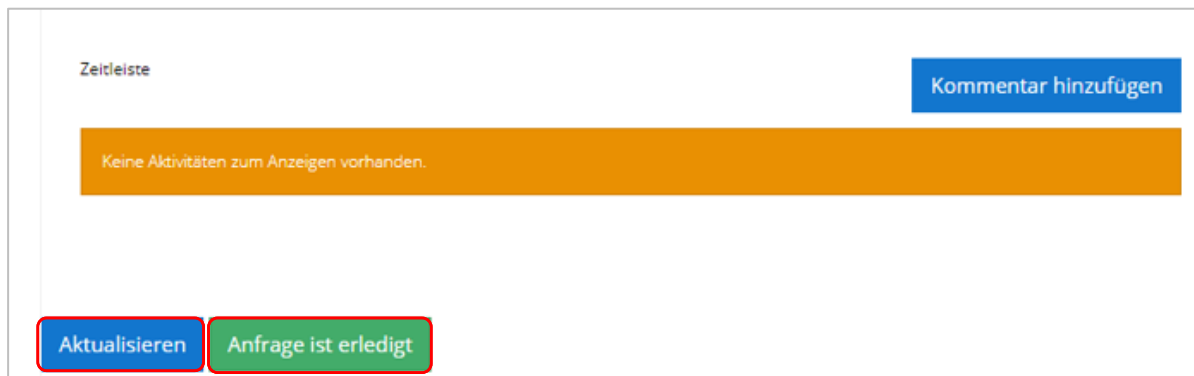 Zeitleiste
Kommentar hinzufügen
Keine Aktivitäten zum Anzeigen vorhanden.
Aktualisieren
Anfrage ist erledigt